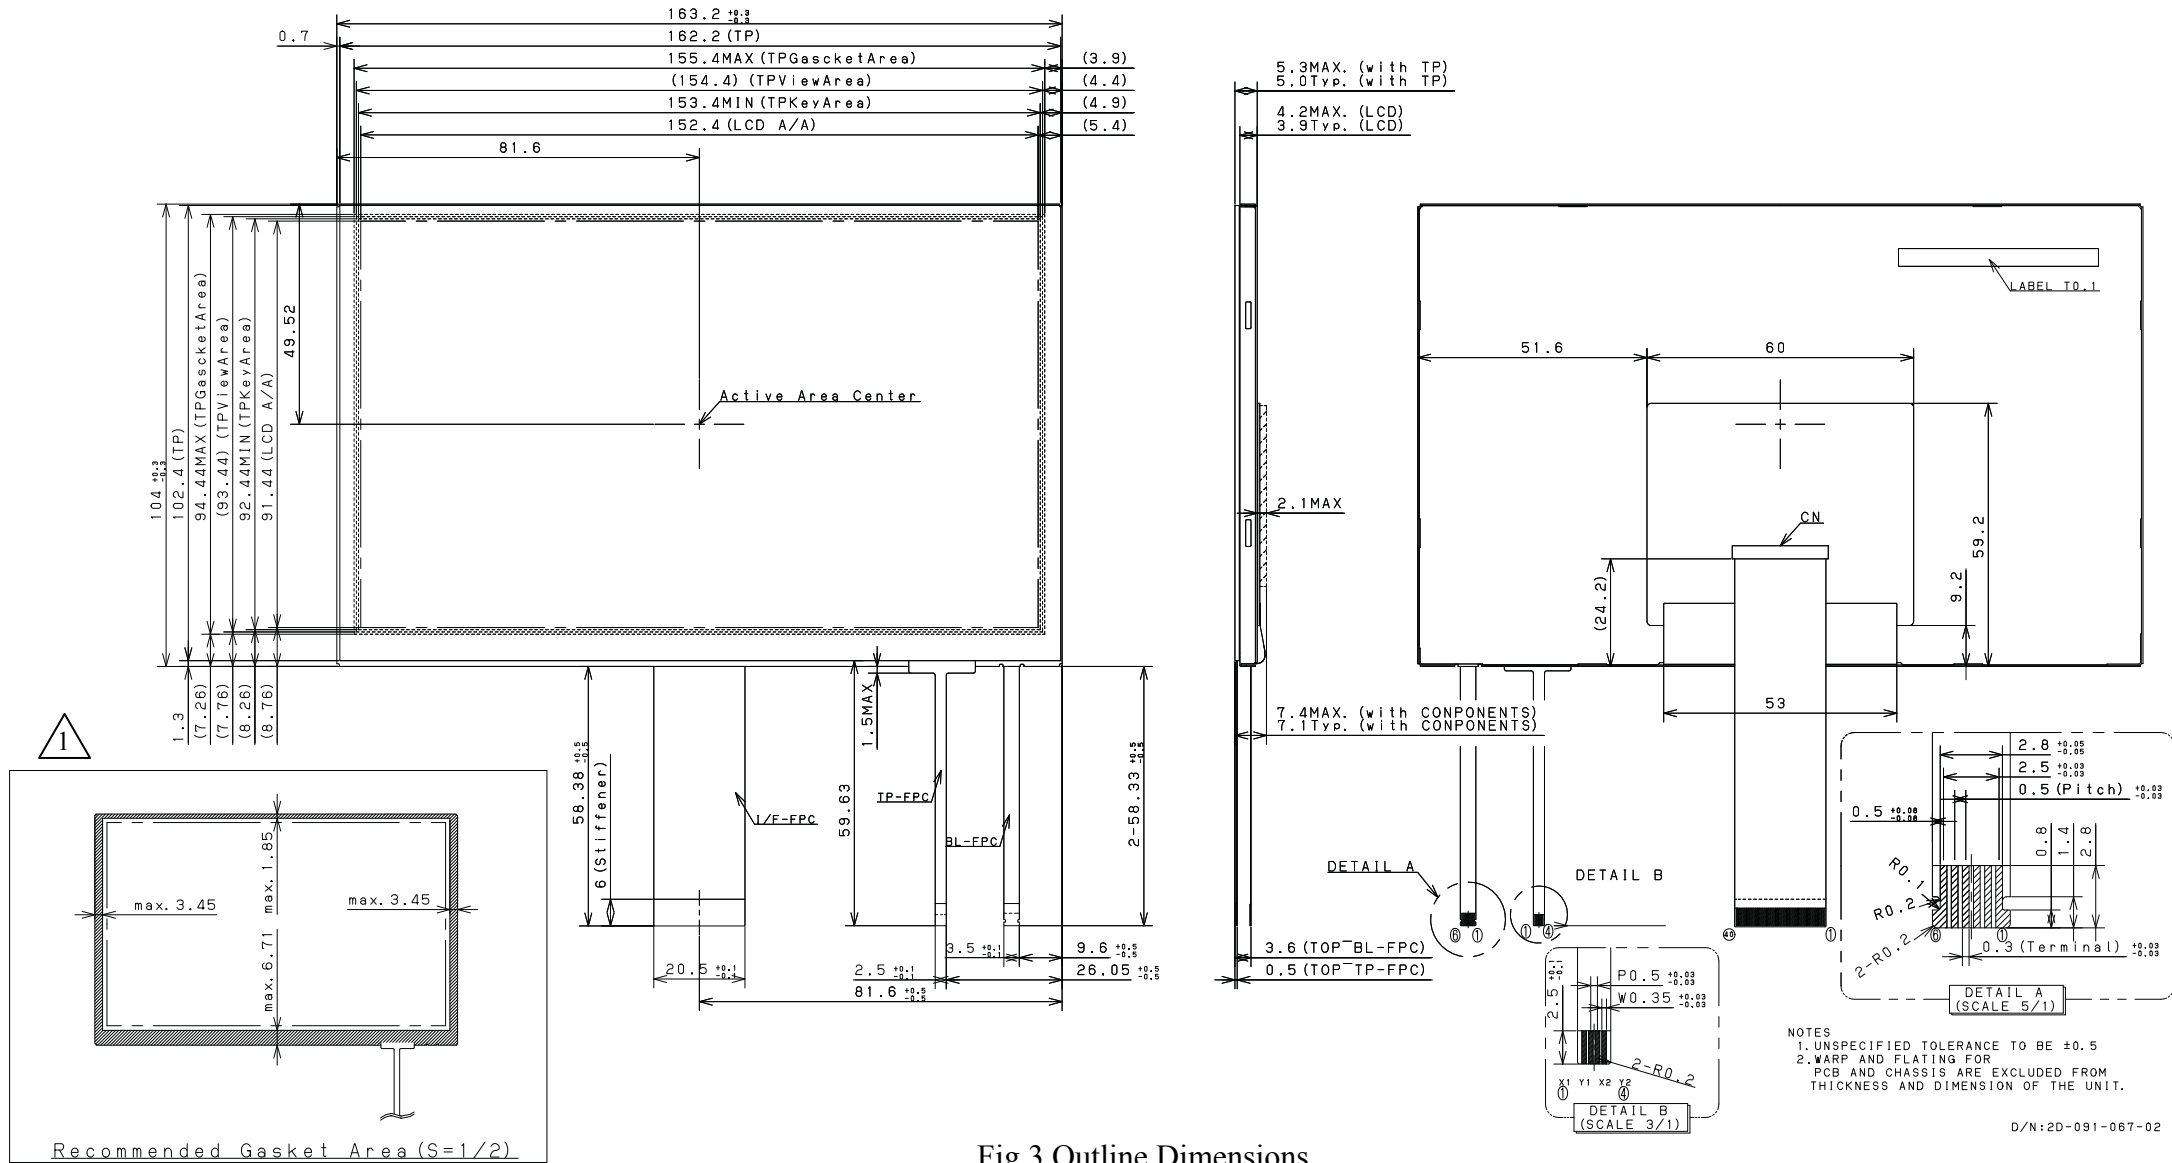 163.2 +0.3 -0.3
0.7
162.2(TP)
155.4MAX(TPGascketArea)
(3.9)
(154.4)(TPViewArea)
(4.4)
153.4MIN(TPKeyArea)
(4.9)
152.4(LCD A/A)
(5.4)
81.6
104 +0.3 -0.3
102.4(TP)
94.44MAX(TPGascketArea)
(93.44)(TPViewArea)
92.44MIN(TPKeyArea)
91.44(LCD A/A)
49.52
Active Area Center
1.3
(7.26)
(7.76)
(8.26)
(8.76)
58.38 +0.5 -0.5
6(Stiffener)
I/F-FPC
59.63
1.5MAX
TP-FPC
BL-FPC
2-58.33 +0.5 -0.5
3.5 +0.1 -0.1
9.6 +0.5 -0.5
20.5 +0.1 -0.1
2.5 +0.1 -0.1
26.05 +0.5 -0.5
81.6 +0.5 -0.5
5.3MAX. (with TP)
5.0Typ. (with TP)
4.2MAX. (LCD)
3.9Typ. (LCD)
2.1MAX
7.4MAX. (with CONPONENTS)
7.1Typ. (with CONPONENTS)
3.6(TOP‾BL-FPC)
0.5(TOP‾TP-FPC)
LABEL T0.1
51.6
60
CN
59.2
9.2
(24.2)
53
DETAIL A
DETAIL B
⑥ ①
① ④
㊵ ①
2.8 +0.05 -0.05
2.5 +0.03 -0.03
0.5(Pitch) +0.03 -0.03
0.5 +0.08 -0.08
0.8
1.4
2.8
R0.1
R0.2
2-R0.2
⑥ ①
0.3(Terminal) +0.03 -0.03
DETAIL A
(SCALE 5/1)
P0.5 +0.03 -0.03
W0.35 +0.03 -0.03
2.5 +0.1 -0.1
2-R0.2
X1 Y1 X2 Y2
① ④
DETAIL B
(SCALE 3/1)
NOTES
1.UNSPECIFIED TOLERANCE TO BE ±0.5
2.WARP AND FLATING FOR
PCB AND CHASSIS ARE EXCLUDED FROM
THICKNESS AND DIMENSION OF THE UNIT.
D/N:2D-091-067-02
1
max.3.45
max.1.85
max.3.45
max.6.71
Recommended Gasket Area(S=1/2)
Fig.3 Outline Dimensions